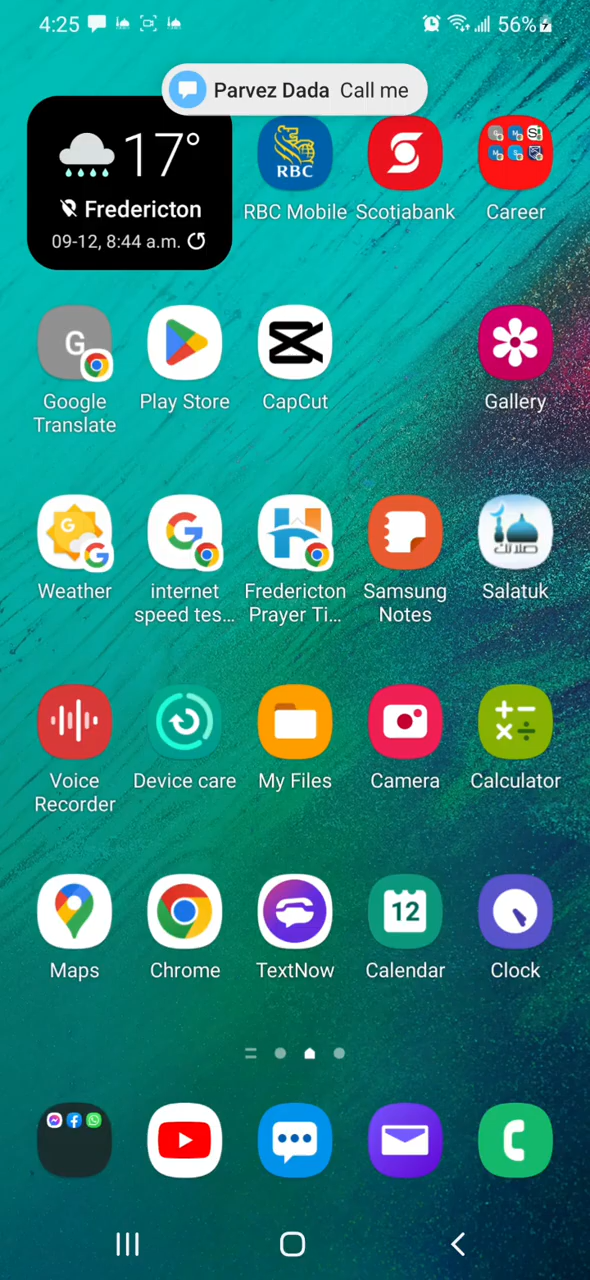 4:25
56%
Parvez Dada Call me
17°
Fredericton
09-12, 8:44 a.m.
RBC
RBC Mobile
Scotiabank
Career
G
Google
Translate
Play Store
CapCut
Gallery
G
Weather
internet
speed tes...
Fredericton
Prayer Ti...
Samsung
Notes
صلاتك
Salatuk
Voice
Recorder
Device care
My Files
Camera
Calculator
Maps
Chrome
TextNow
12
Calendar
Clock